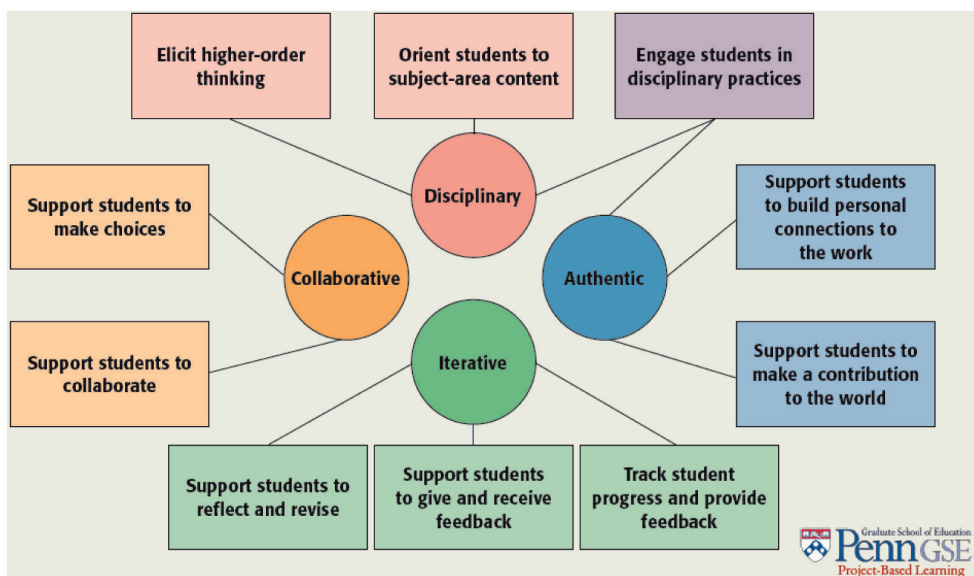 Elicit higher-order
thinking
Orient students to
subject-area content
Engage students in
disciplinary practices
Disciplinary
Support students to
make choices
Support students
to build personal
connections to
the work
Collaborative
Authentic
Support students to
collaborate
Iterative
Support students to
make a contribution
to the world
Support students to
reflect and revise
Support students
to give and receive
feedback
Track student
progress and provide
feedback
Graduate School of Education
Penn GSE
Project-Based Learning